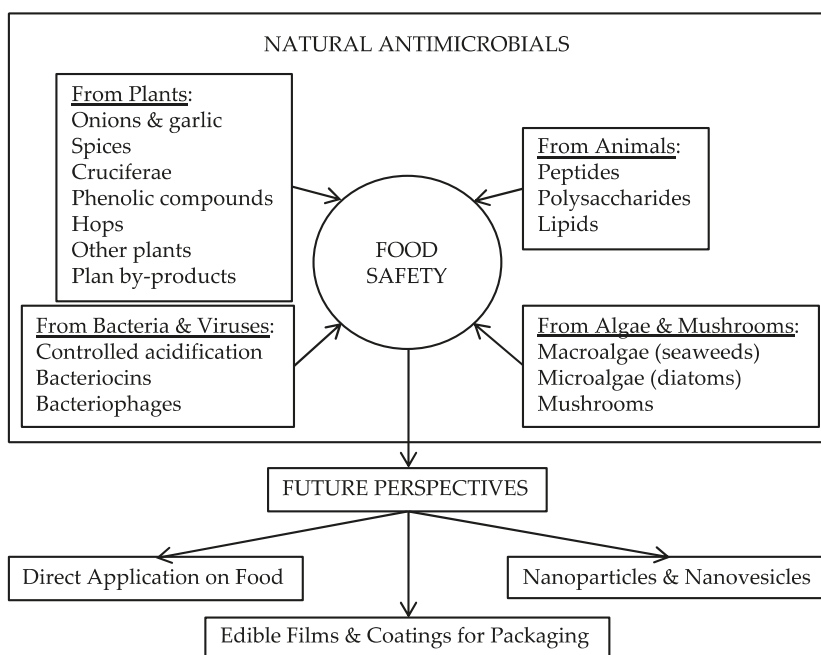 NATURAL ANTIMICROBIALS
From Plants:
Onions & garlic
Spices
Cruciferae
Phenolic compounds
Hops
Other plants
Plan by-products
From Animals:
Peptides
Polysaccharides
Lipids
FOOD
SAFETY
From Bacteria & Viruses:
Controlled acidification
Bacteriocins
Bacteriophages
From Algae & Mushrooms:
Macroalgae (seaweeds)
Microalgae (diatoms)
Mushrooms
FUTURE PERSPECTIVES
Direct Application on Food
Nanoparticles & Nanovesicles
Edible Films & Coatings for Packaging